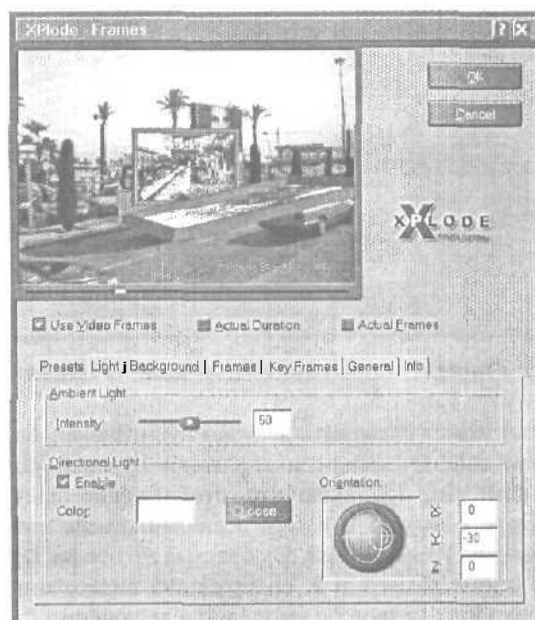 XPlode - Frames
OK
Cancel
XPLODE
Use Video Frames
Actual Duration
Actual Frames
Presets
Light
Background
Frames
Key Frames
General
Info
Ambient Light
Intensity:
50
Directional Light
Enable
Color:
Choose
Orientation:
X: 0
Y: -30
Z: 0